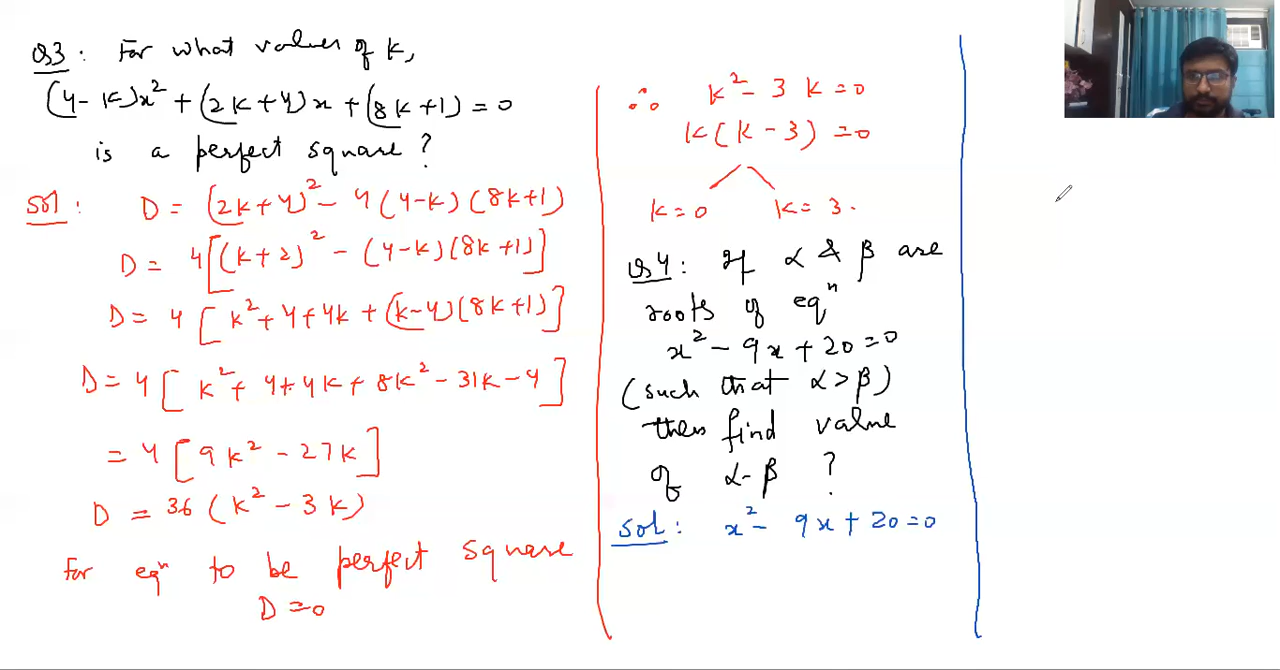 Q3: For what values of k,
(4-k)x² + (2k+4)x + (8k+1) = 0
is a perfect square?
Sol: D = (2k+4)² - 4(4-k)(8k+1)
D = 4[(k+2)² - (4-k)(8k+1)]
D = 4[k²+4+4k+(k-4)(8k+1)]
D = 4[k²+4+4k+8k²-31k-4]
= 4[9k²-27k]
D = 36(k²-3k)
For eqⁿ to be perfect square
D=0
∴ k²-3k=0
k(k-3)=0
k=0 k=3.
Q4: If α & β are
roots of eqⁿ
x²-9x+20=0
(such that α>β)
then find value
of α-β ?
Sol: x²-9x+20=0